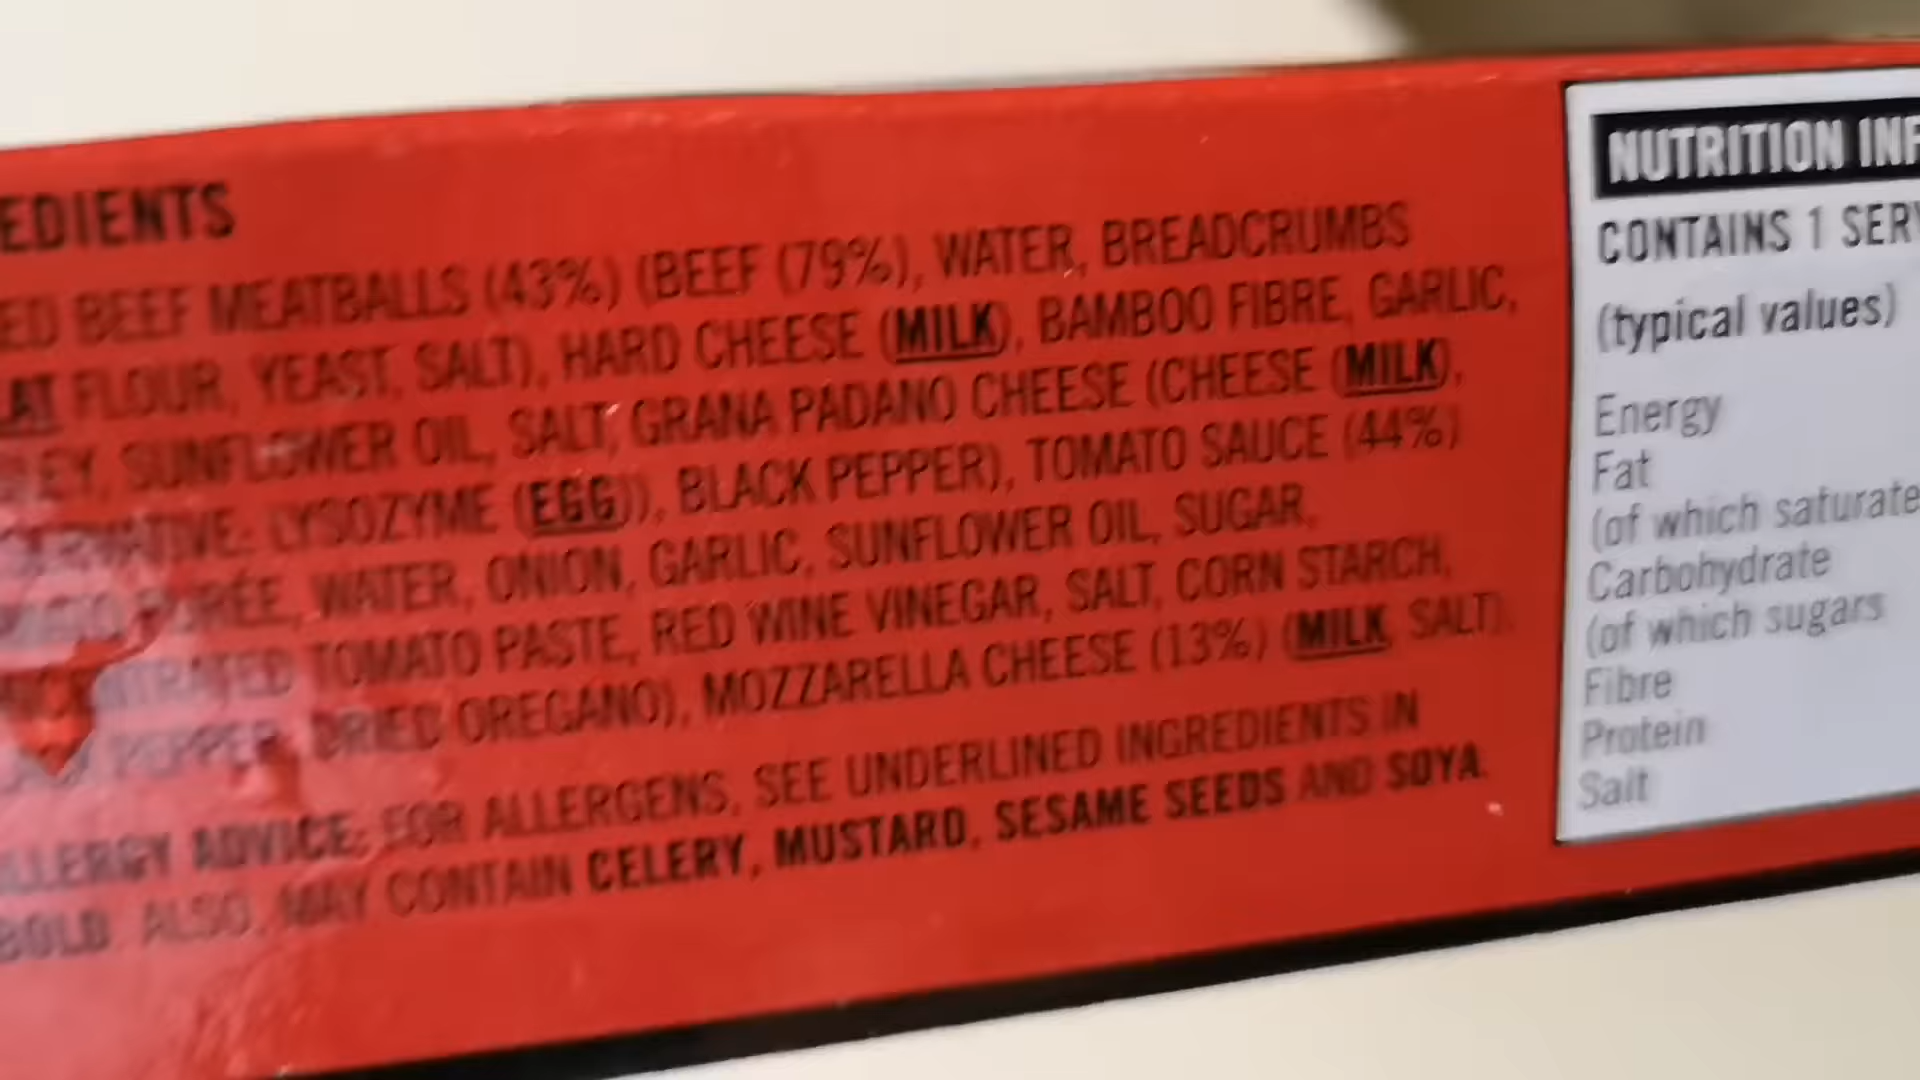 EDIENTS
ED BEEF MEATBALLS (43%) (BEEF (79%), WATER, BREADCRUMBS
AT FLOUR, YEAST, SALT), HARD CHEESE (MILK), BAMBOO FIBRE, GARLIC,
LEY, SUNFLOWER OIL, SALT, GRANA PADANO CHEESE (CHEESE (MILK),
LYSOZYME (EGG)), BLACK PEPPER), TOMATO SAUCE (44%)
WATER, ONION, GARLIC, SUNFLOWER OIL, SUGAR,
TOMATO PASTE, RED WINE VINEGAR, SALT, CORN STARCH,
PEPPER, DRIED OREGANO), MOZZARELLA CHEESE (13%) (MILK, SALT).
LLERGY ADVICE: FOR ALLERGENS, SEE UNDERLINED INGREDIENTS IN
BOLD. ALSO, MAY CONTAIN CELERY, MUSTARD, SESAME SEEDS AND SOYA.
NUTRITION INF
CONTAINS 1 SER
(typical values)
Energy
Fat
(of which saturate
Carbohydrate
(of which sugars
Fibre
Protein
Salt